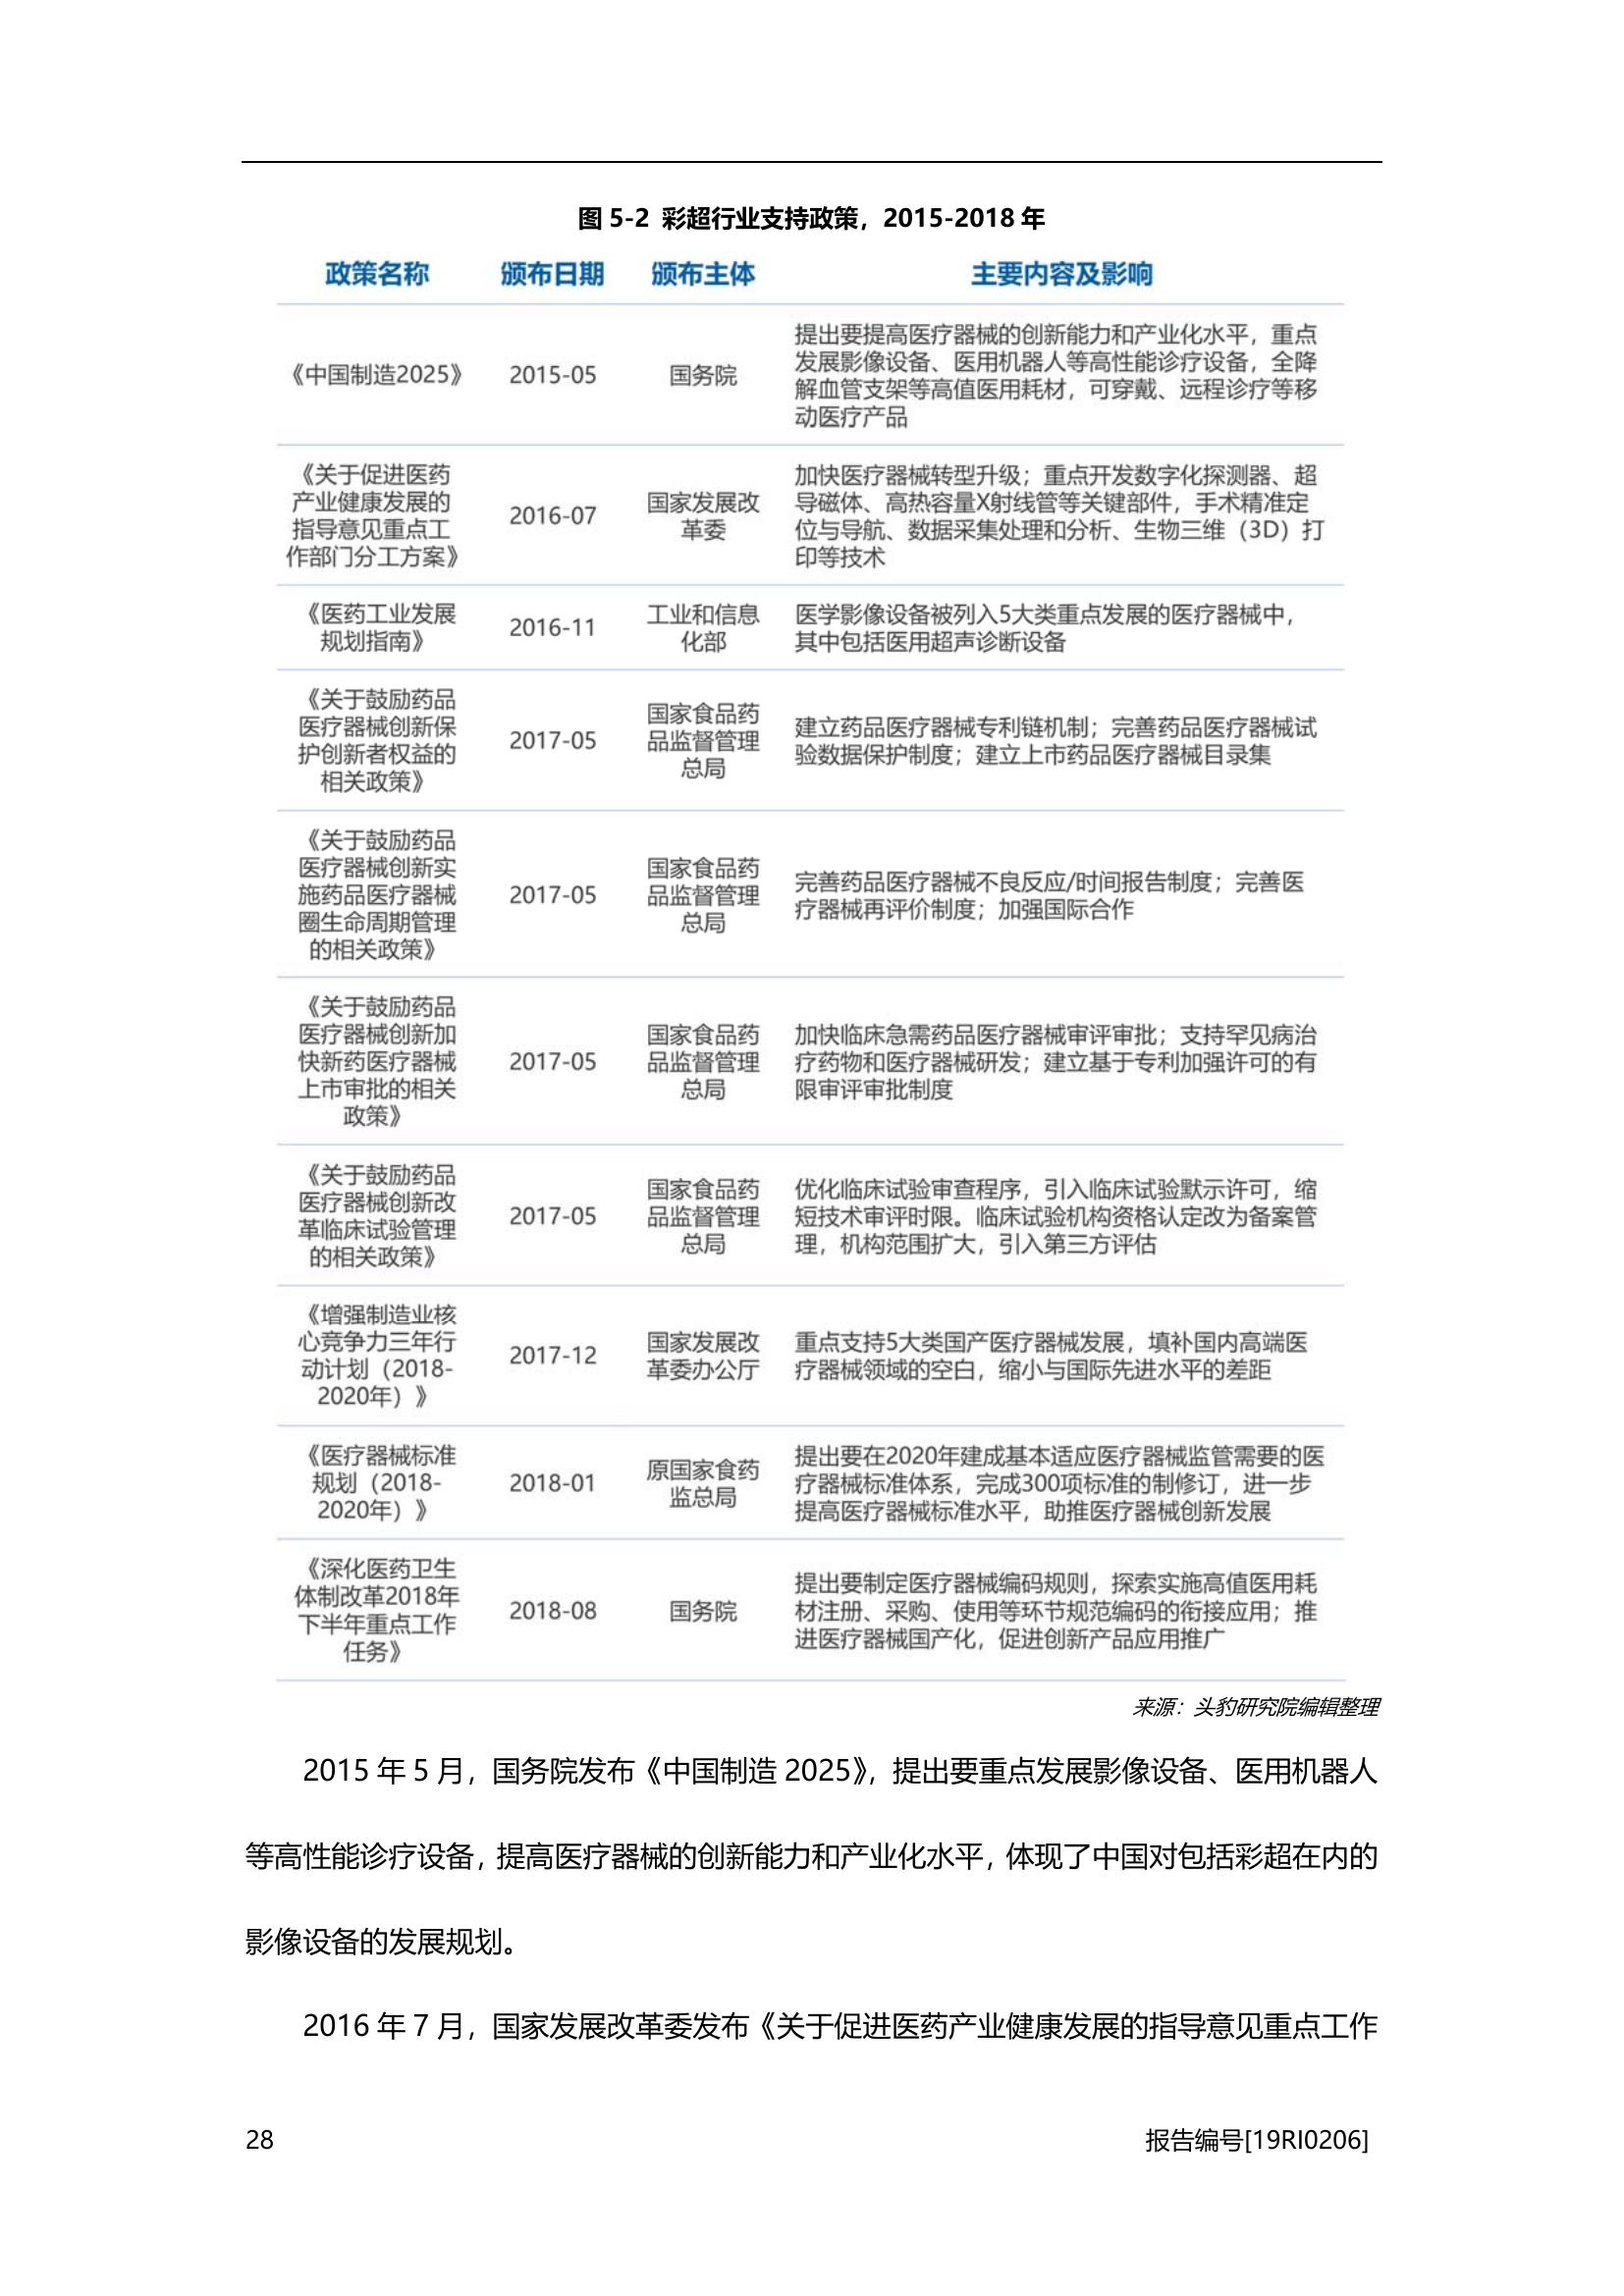 图 5-2 彩超行业支持政策，2015-2018 年
政策名称 颁布日期 颁布主体 主要内容及影响
《中国制造2025》 2015-05 国务院
提出要提高医疗器械的创新能力和产业化水平，重点
发展影像设备、医用机器人等高性能诊疗设备，全降
解血管支架等高值医用耗材，可穿戴、远程诊疗等移
动医疗产品
《关于促进医药
产业健康发展的
指导意见重点工
作部门分工方案》
2016-07
国家发展改
革委
加快医疗器械转型升级；重点开发数字化探测器、超
导磁体、高热容量X射线管等关键部件，手术精准定
位与导航、数据采集处理和分析、生物三维（3D）打
印等技术
《医药工业发展
规划指南》
2016-11
工业和信息
化部
医学影像设备被列入5大类重点发展的医疗器械中，
其中包括医用超声诊断设备
《关于鼓励药品
医疗器械创新保
护创新者权益的
相关政策》
2017-05
国家食品药
品监督管理
总局
建立药品医疗器械专利链机制；完善药品医疗器械试
验数据保护制度；建立上市药品医疗器械目录集
《关于鼓励药品
医疗器械创新实
施药品医疗器械
圈生命周期管理
的相关政策》
2017-05
国家食品药
品监督管理
总局
完善药品医疗器械不良反应/时间报告制度；完善医
疗器械再评价制度；加强国际合作
《关于鼓励药品
医疗器械创新加
快新药医疗器械
上市审批的相关
政策》
2017-05
国家食品药
品监督管理
总局
加快临床急需药品医疗器械审评审批；支持罕见病治
疗药物和医疗器械研发；建立基于专利加强许可的有
限审评审批制度
《关于鼓励药品
医疗器械创新改
革临床试验管理
的相关政策》
2017-05
国家食品药
品监督管理
总局
优化临床试验审查程序，引入临床试验默示许可，缩
短技术审评时限。临床试验机构资格认定改为备案管
理，机构范围扩大，引入第三方评估
《增强制造业核
心竞争力三年行
动计划（2018-
2020年）》
2017-12
国家发展改
革委办公厅
重点支持5大类国产医疗器械发展，填补国内高端医
疗器械领域的空白，缩小与国际先进水平的差距
《医疗器械标准
规划（2018-
2020年）》
2018-01
原国家食药
监总局
提出要在2020年建成基本适应医疗器械监管需要的医
疗器械标准体系，完成300项标准的制修订，进一步
提高医疗器械标准水平，助推医疗器械创新发展
《深化医药卫生
体制改革2018年
下半年重点工作
任务》
2018-08
国务院
提出要制定医疗器械编码规则，探索实施高值医用耗
材注册、采购、使用等环节规范编码的衔接应用；推
进医疗器械国产化，促进创新产品应用推广
来源：头豹研究院编辑整理
2015 年 5 月，国务院发布《中国制造 2025》，提出要重点发展影像设备、医用机器人
等高性能诊疗设备，提高医疗器械的创新能力和产业化水平，体现了中国对包括彩超在内的
影像设备的发展规划。
2016 年 7 月，国家发展改革委发布《关于促进医药产业健康发展的指导意见重点工作
28 报告编号[19RI0206]